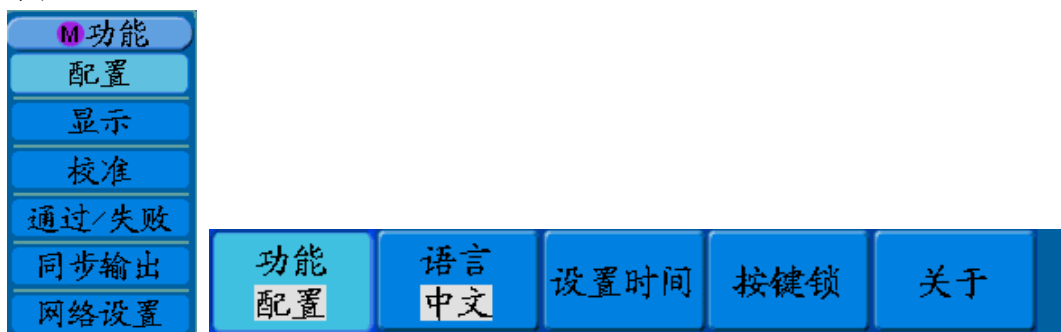 M功能
配置
显示
校准
通过/失败
同步输出
网络设置
功能 语言 设置时间 按键锁 关于
配置 中文